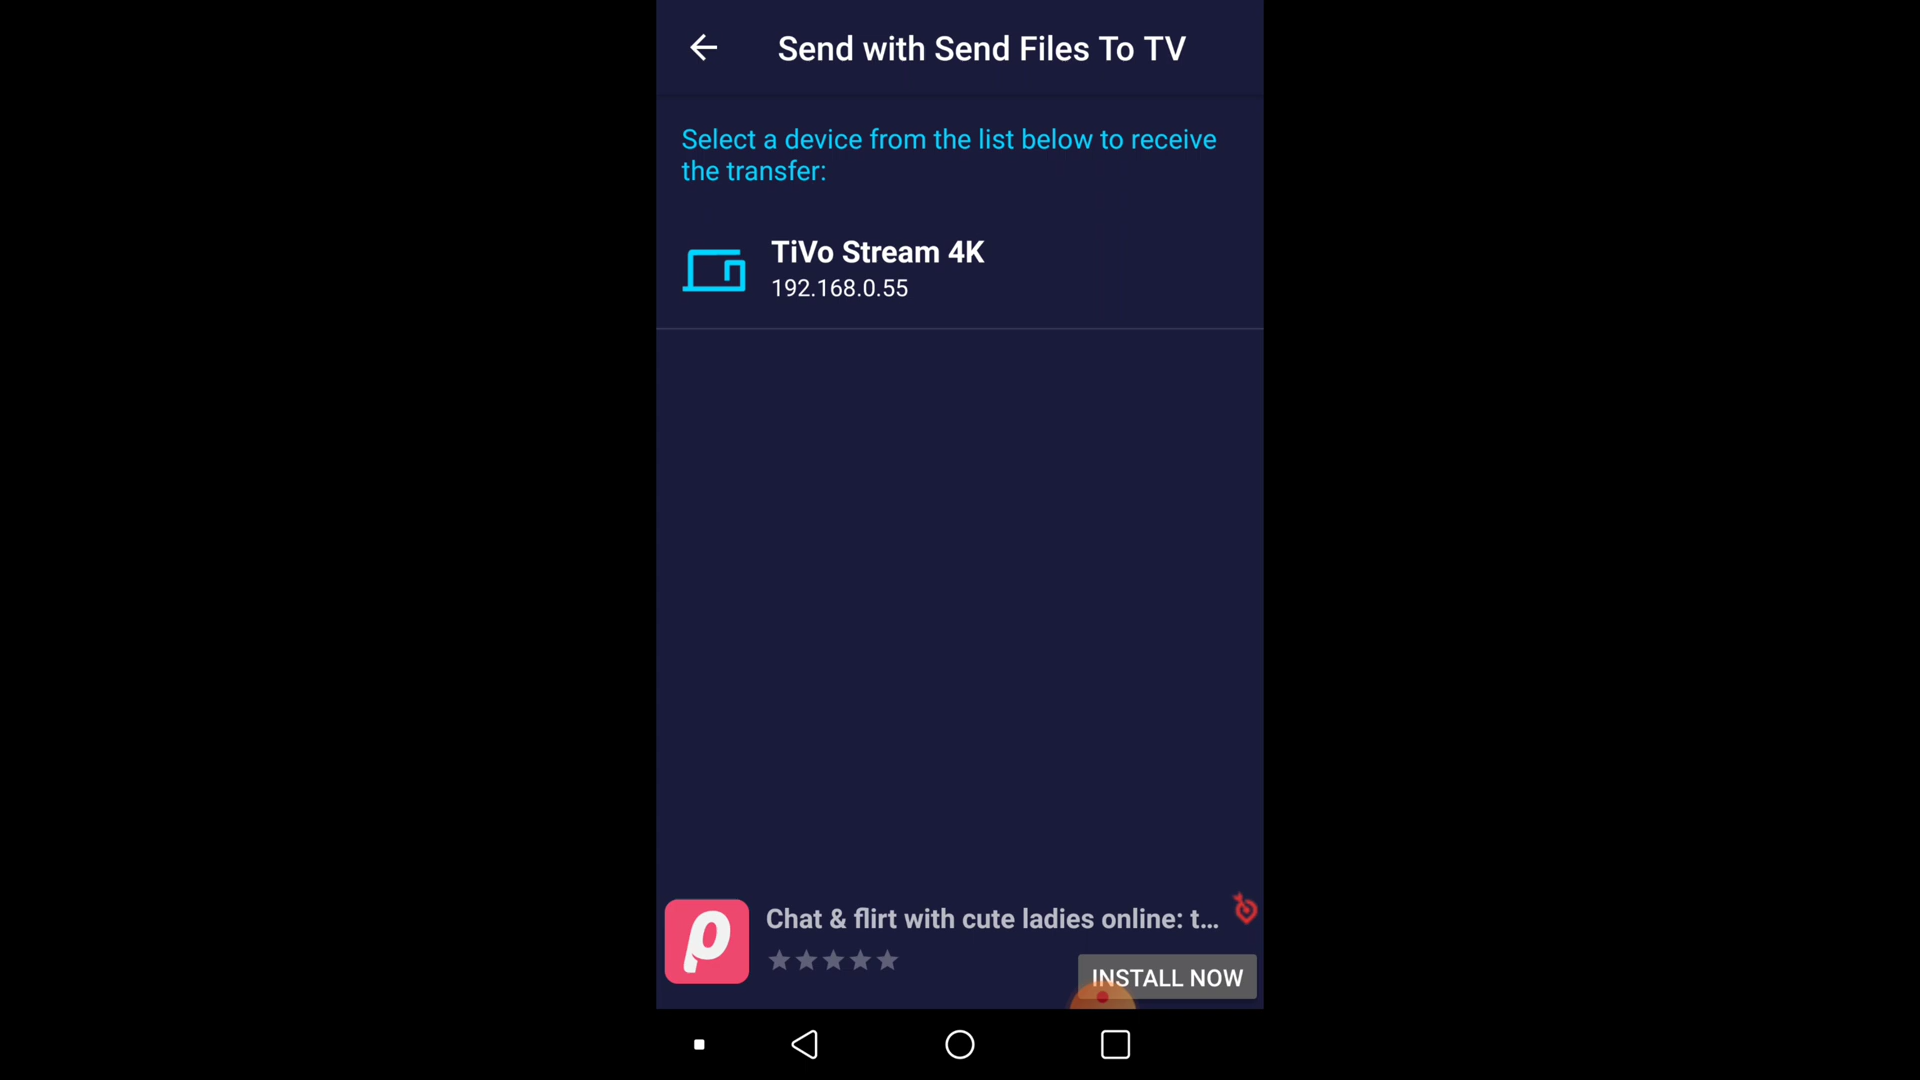 Send with Send Files To TV
Select a device from the list below to receive
the transfer:
TiVo Stream 4K
192.168.0.55
Chat & flirt with cute ladies online: t...
INSTALL NOW